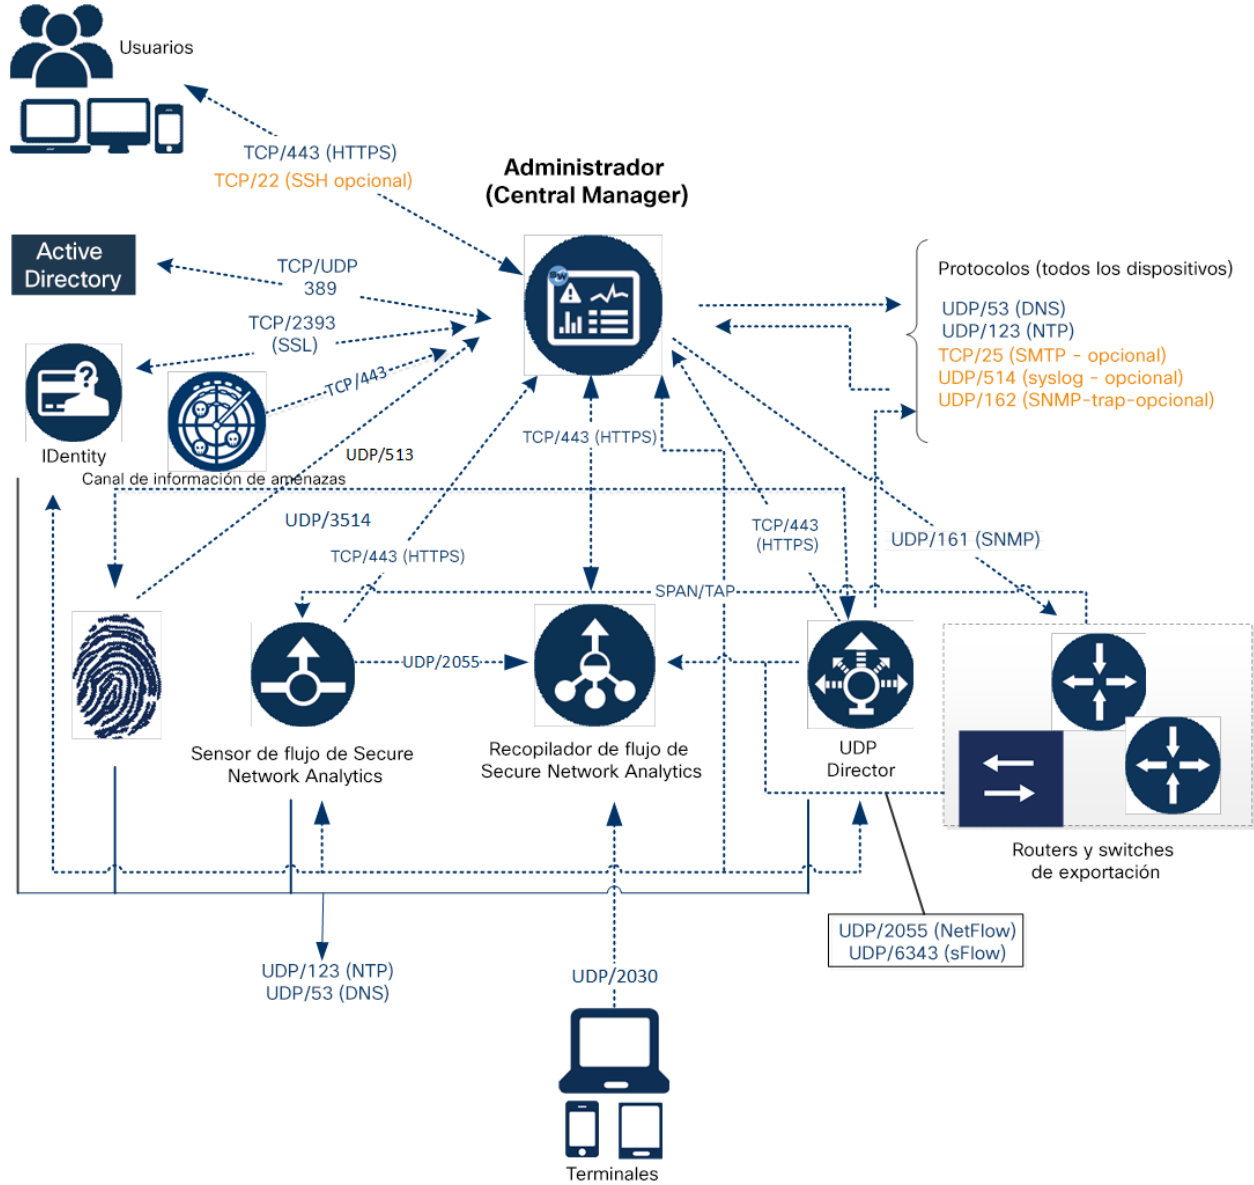 Usuarios
TCP/443 (HTTPS)
TCP/22 (SSH opcional)
Administrador
(Central Manager)
SW
Active
Directory
TCP/UDP
389
TCP/2393
(SSL)
TCP/443
IDentity
Canal de información de amenazas
UDP/513
UDP/3514
TCP/443 (HTTPS)
TCP/443 (HTTPS)
TCP/443
(HTTPS)
Protocolos (todos los dispositivos)
UDP/53 (DNS)
UDP/123 (NTP)
TCP/25 (SMTP - opcional)
UDP/514 (syslog - opcional)
UDP/162 (SNMP-trap-opcional)
UDP/161 (SNMP)
SPAN/TAP
UDP/2055
Sensor de flujo de Secure
Network Analytics
Recopilador de flujo de
Secure Network Analytics
UDP
Director
Routers y switches
de exportación
UDP/2055 (NetFlow)
UDP/6343 (sFlow)
UDP/123 (NTP)
UDP/53 (DNS)
UDP/2030
Terminales